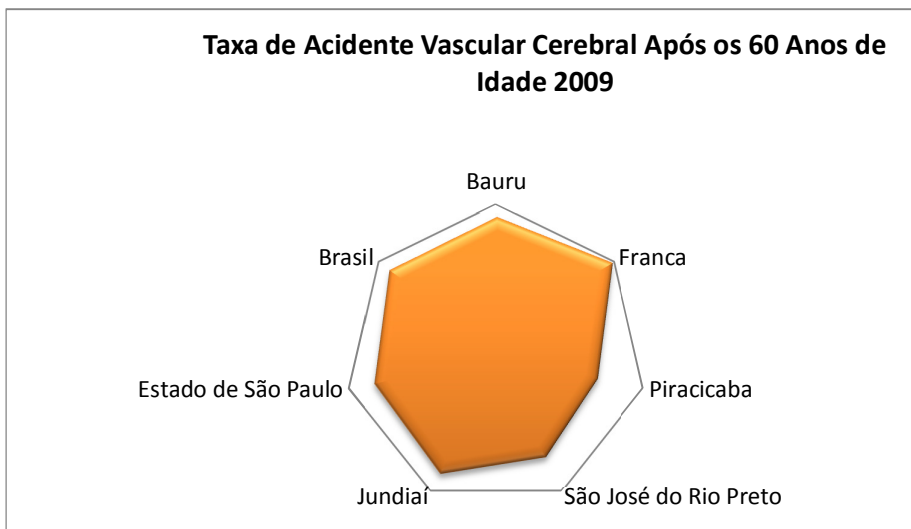 Taxa de Acidente Vascular Cerebral Após os 60 Anos de
Idade 2009
Bauru
Brasil
Franca
Estado de São Paulo
Piracicaba
Jundiaí
São José do Rio Preto